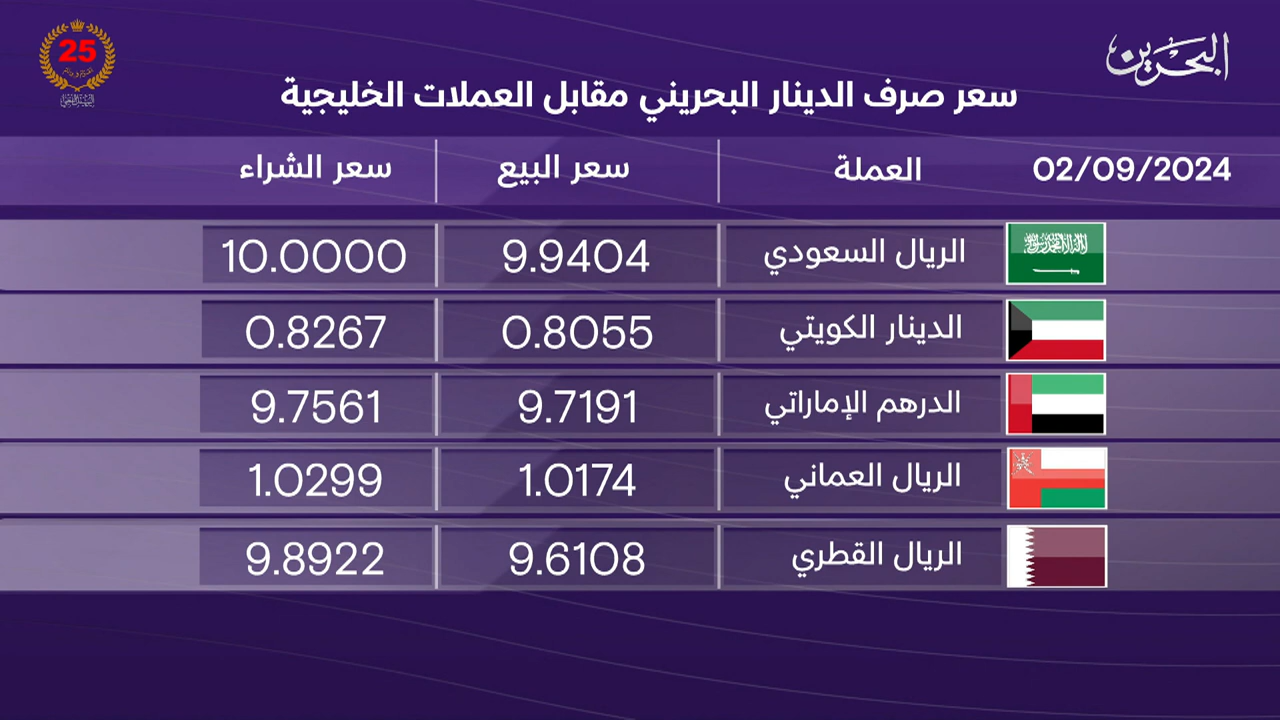 البحرين
25
سعر صرف الدينار البحريني مقابل العملات الخليجية
02/09/2024 العملة سعر البيع سعر الشراء
الريال السعودي 9.9404 10.0000
الدينار الكويتي 0.8055 0.8267
الدرهم الإماراتي 9.7191 9.7561
الريال العماني 1.0174 1.0299
الريال القطري 9.6108 9.8922